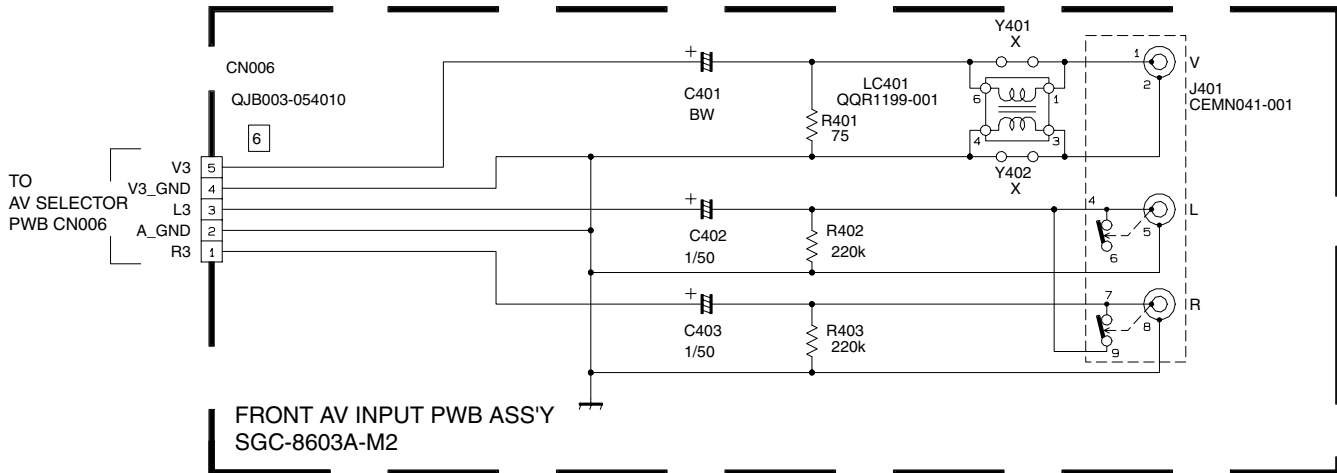 Y401
X
CN006
QJB003-054010
6
+
C401
BW
R401
75
LC401
QQR1199-001
6
1
4
3
Y402
X
1
2
V
J401
CEMN041-001
TO
AV SELECTOR
PWB CN006
V3 5
V3_GND 4
L3 3
A_GND 2
R3 1
+
C402
1/50
R402
220k
4
5
6
L
+
C403
1/50
R403
220k
7
8
9
R
FRONT AV INPUT PWB ASS'Y
SGC-8603A-M2